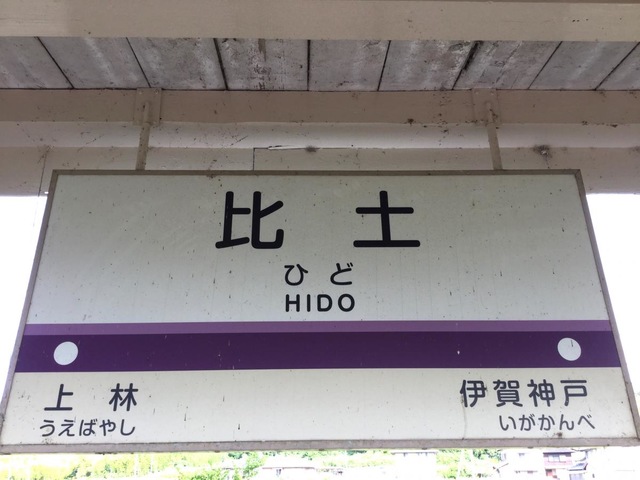 比土
ひど
HIDO
上林
うえばやし
伊賀神戸
いがかんべ